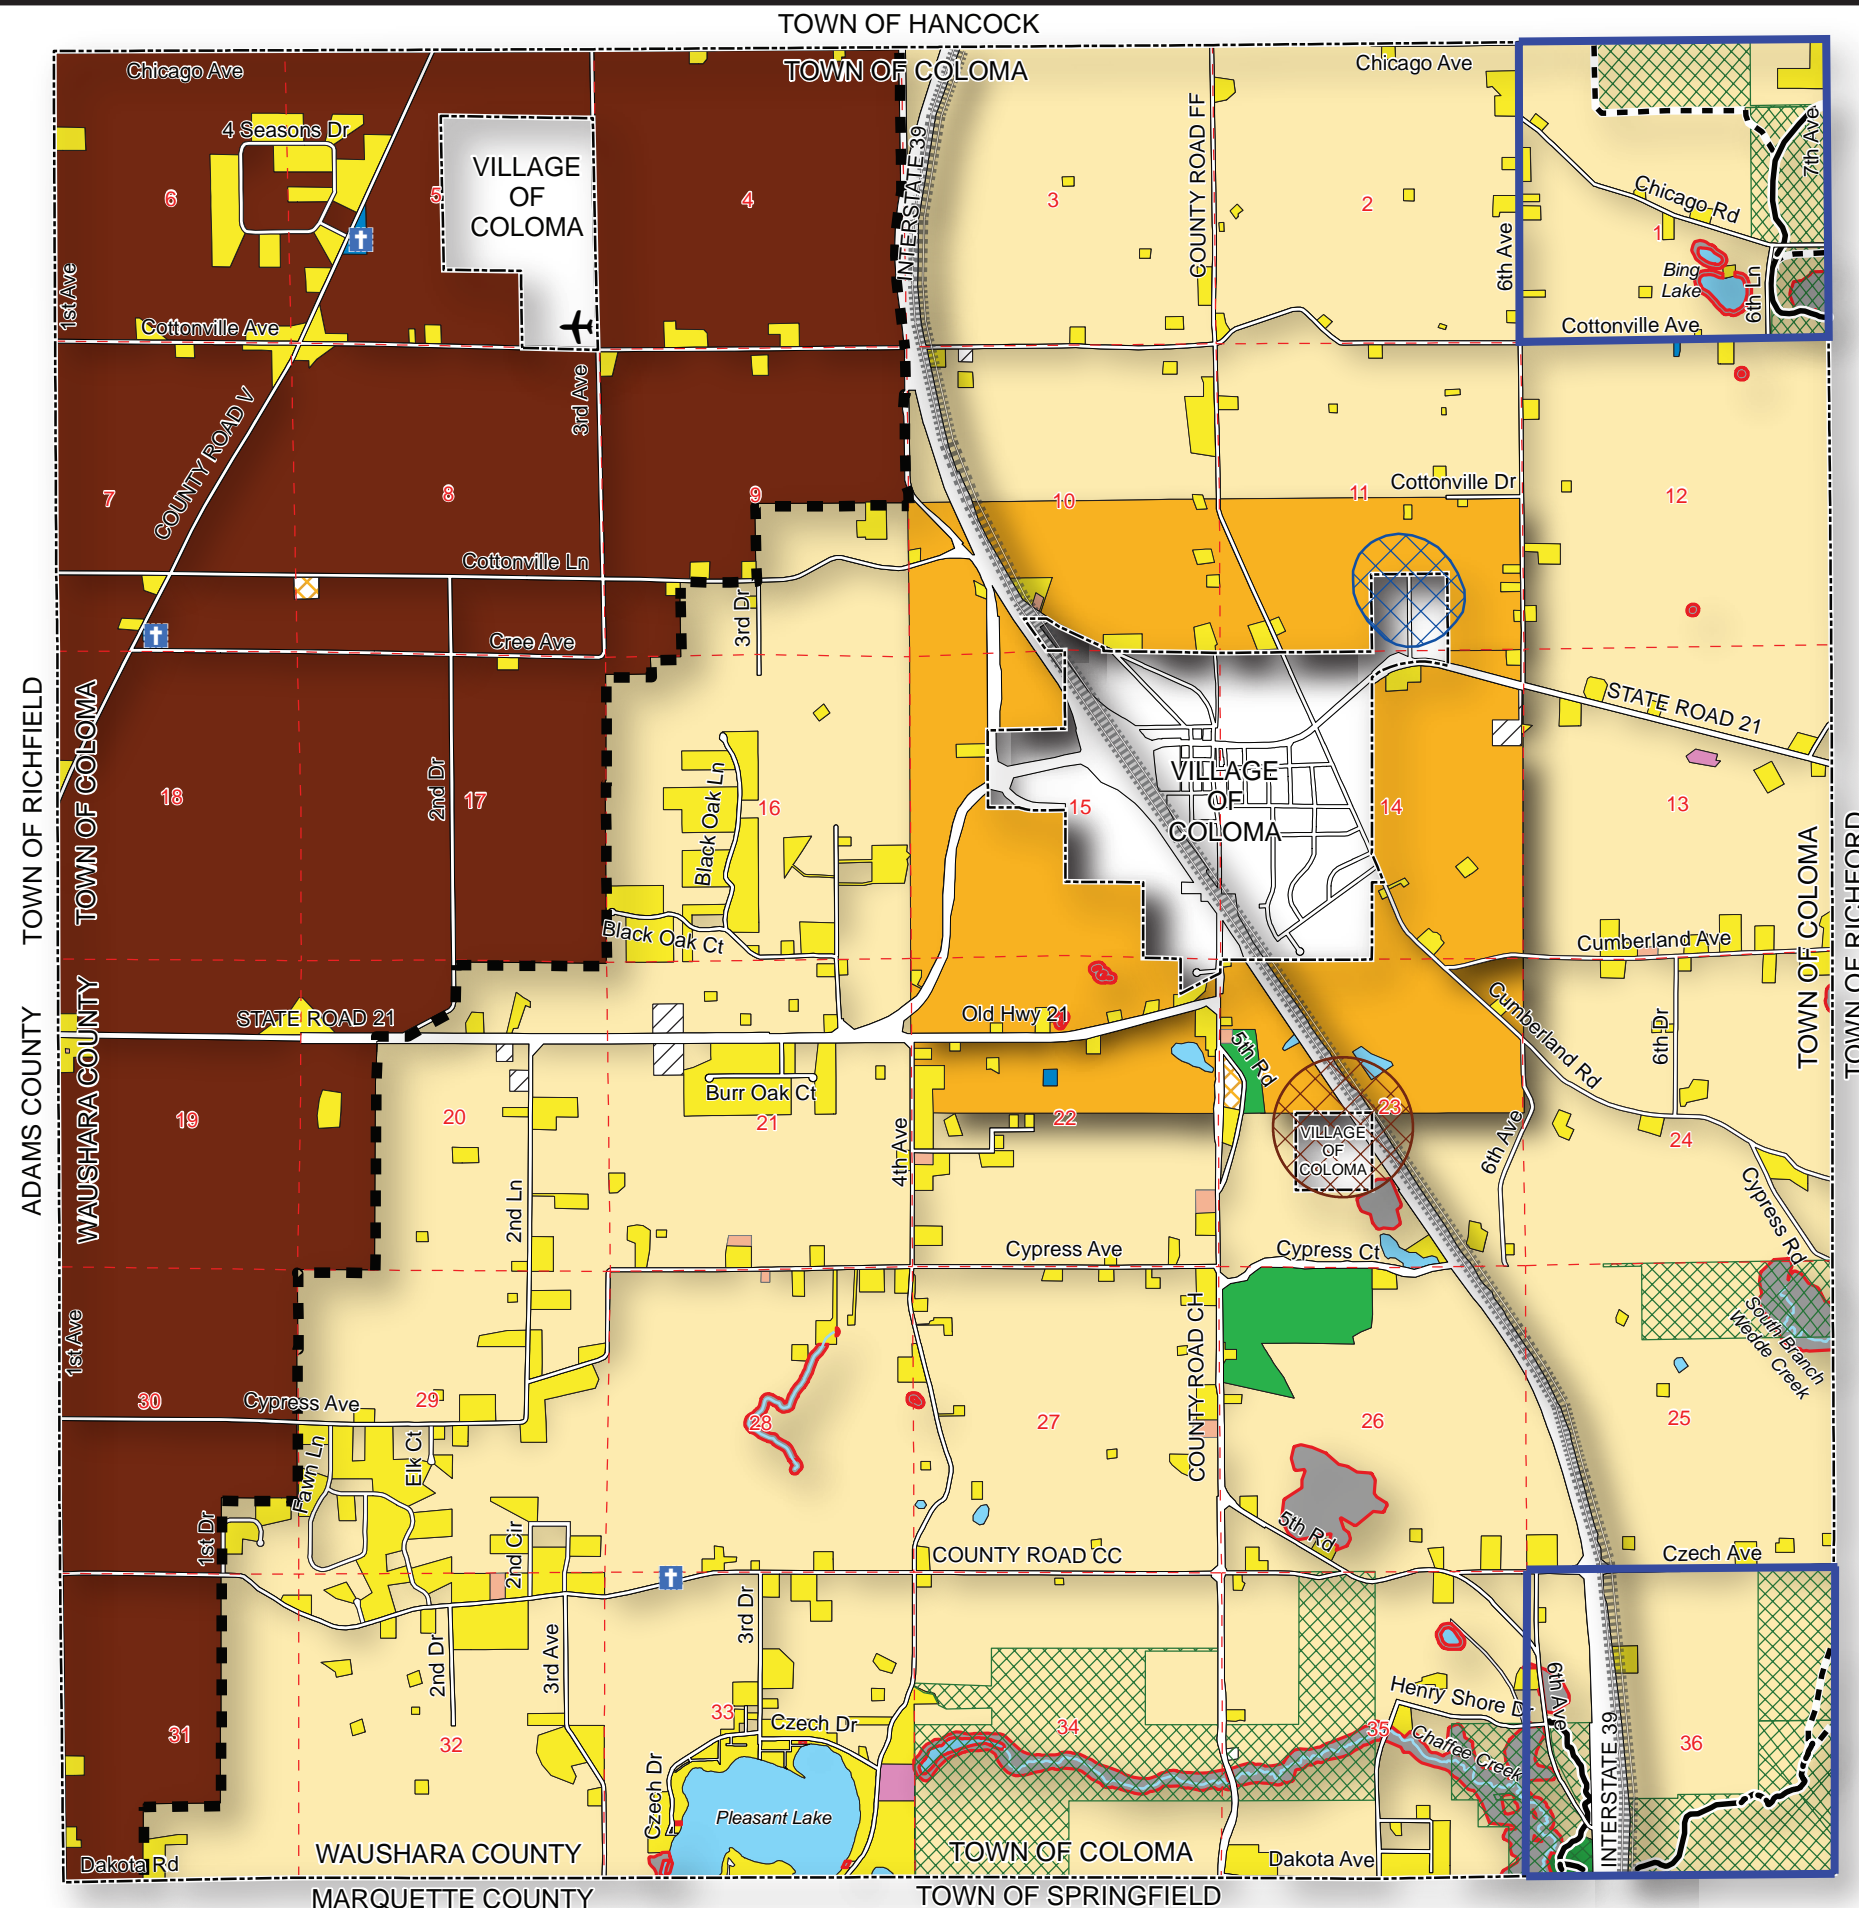 TOWN OF HANCOCK
TOWN OF COLOMA
Chicago Ave
Chicago Ave
4 Seasons Dr
VILLAGE
OF
COLOMA
6
5
4
3
2
1
INTERSTATE 39
COUNTY ROAD FF
6th Ave
7th Ave
Chicago Rd
Bing
Lake
6th Ln
1st Ave
Cottonville Ave
Cottonville Ave
3rd Ave
COUNTY ROAD V
7
8
9
10
11
12
Cottonville Dr
Cottonville Ln
3rd Dr
Cree Ave
STATE ROAD 21
TOWN OF RICHFIELD
TOWN OF COLOMA
18
2nd Dr
17
Black Oak Ln
16
15
VILLAGE
OF
COLOMA
14
13
TOWN OF COLOMA
Black Oak Ct
Cumberland Ave
STATE ROAD 21
Old Hwy 21
5th Rd
Cumberland Rd
6th Dr
ADAMS COUNTY
WAUSHARA COUNTY
19
20
Burr Oak Ct
21
4th Ave
22
23
VILLAGE
OF
COLOMA
6th Ave
24
Cypress Rd
2nd Ln
Cypress Ave
Cypress Ct
South Branch
Wedde Creek
1st Ave
COUNTY ROAD CH
30
Cypress Ave
29
28
27
26
25
Fawn Ln
Elk Ct
1st Dr
2nd Cir
5th Rd
COUNTY ROAD CC
Czech Ave
3rd Dr
2nd Dr
3rd Ave
33
Czech Dr
34
35
Henry Shore Dr
6th Ave
Chaffee Creek
36
31
32
Czech Dr
Pleasant Lake
INTERSTATE 39
Dakota Rd
WAUSHARA COUNTY
TOWN OF COLOMA
Dakota Ave
MARQUETTE COUNTY
TOWN OF SPRINGFIELD